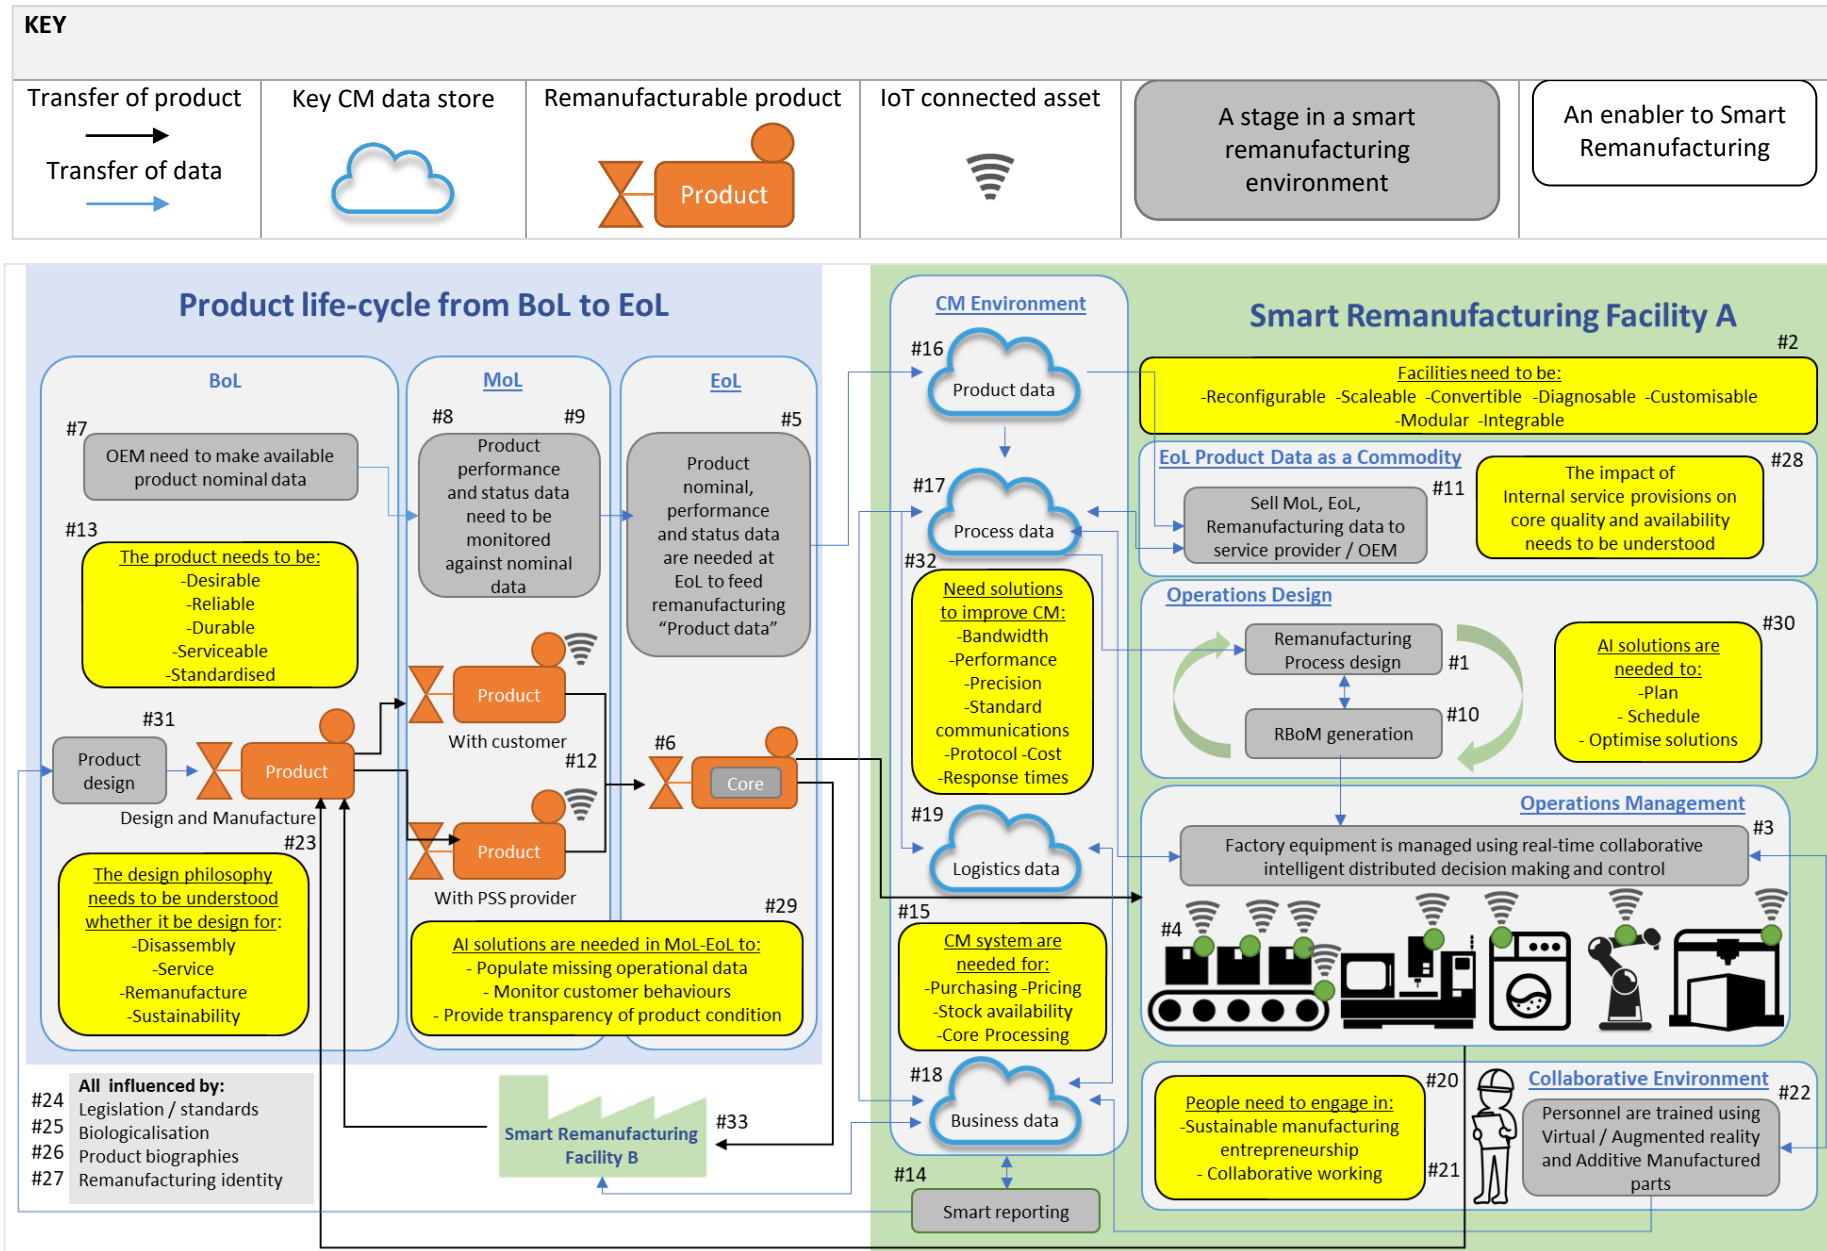 KEY
Transfer of product
Transfer of data
Key CM data store
Remanufacturable product
Product
IoT connected asset
A stage in a smart
remanufacturing
environment
An enabler to Smart
Remanufacturing
Product life-cycle from BoL to EoL
BoL
#7
OEM need to make available
product nominal data
#13
The product needs to be:
-Desirable
-Reliable
-Durable
-Serviceable
-Standardised
#31
Product
design
Product
Design and Manufacture
#23
The design philosophy
needs to be understood
whether it be design for:
-Disassembly
-Service
-Remanufacture
-Sustainability
MoL
#8
#9
Product
performance
and status data
need to be
monitored
against nominal
data
Product
With customer
#12
Product
With PSS provider
EoL
#5
Product
nominal,
performance
and status data
are needed at
EoL to feed
remanufacturing
“Product data”
#6
Core
#29
AI solutions are needed in MoL-EoL to:
- Populate missing operational data
- Monitor customer behaviours
- Provide transparency of product condition
#24
#25
#26
#27
All influenced by:
Legislation / standards
Biologicalisation
Product biographies
Remanufacturing identity
Smart Remanufacturing
Facility B
#33
CM Environment
#16
Product data
#17
Process data
#32
Need solutions
to improve CM:
-Bandwidth
-Performance
-Precision
-Standard
communications
-Protocol -Cost
-Response times
#19
Logistics data
#15
CM system are
needed for:
-Purchasing -Pricing
-Stock availability
-Core Processing
#18
Business data
#14
Smart reporting
Smart Remanufacturing Facility A
#2
Facilities need to be:
-Reconfigurable -Scaleable -Convertible -Diagnosable -Customisable
-Modular -Integrable
EoL Product Data as a Commodity
#11
Sell MoL, EoL,
Remanufacturing data to
service provider / OEM
#28
The impact of
Internal service provisions on
core quality and availability
needs to be understood
Operations Design
Remanufacturing
Process design
#1
#10
RBoM generation
#30
AI solutions are
needed to:
-Plan
- Schedule
- Optimise solutions
Operations Management
#3
Factory equipment is managed using real-time collaborative
intelligent distributed decision making and control
#4
#20
People need to engage in:
-Sustainable manufacturing
entrepreneurship
- Collaborative working
#21
Collaborative Environment
#22
Personnel are trained using
Virtual / Augmented reality
and Additive Manufactured
parts